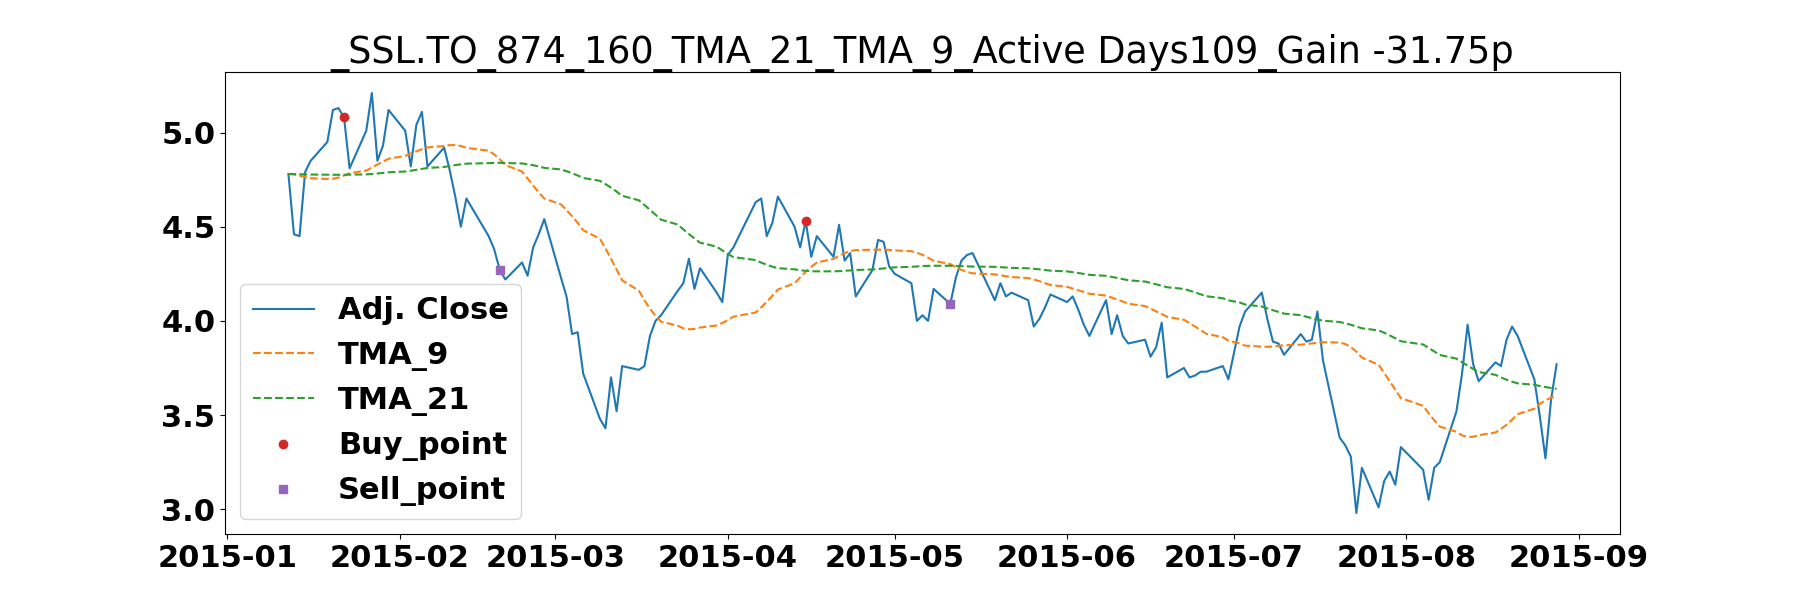 _SSL.TO_874_160_TMA_21_TMA_9_Active Days109_Gain -31.75p
5.0
4.5
4.0
3.5
3.0
Adj. Close
TMA_9
TMA_21
Buy_point
Sell_point
2015-01 2015-02 2015-03 2015-04 2015-05 2015-06 2015-07 2015-08 2015-09